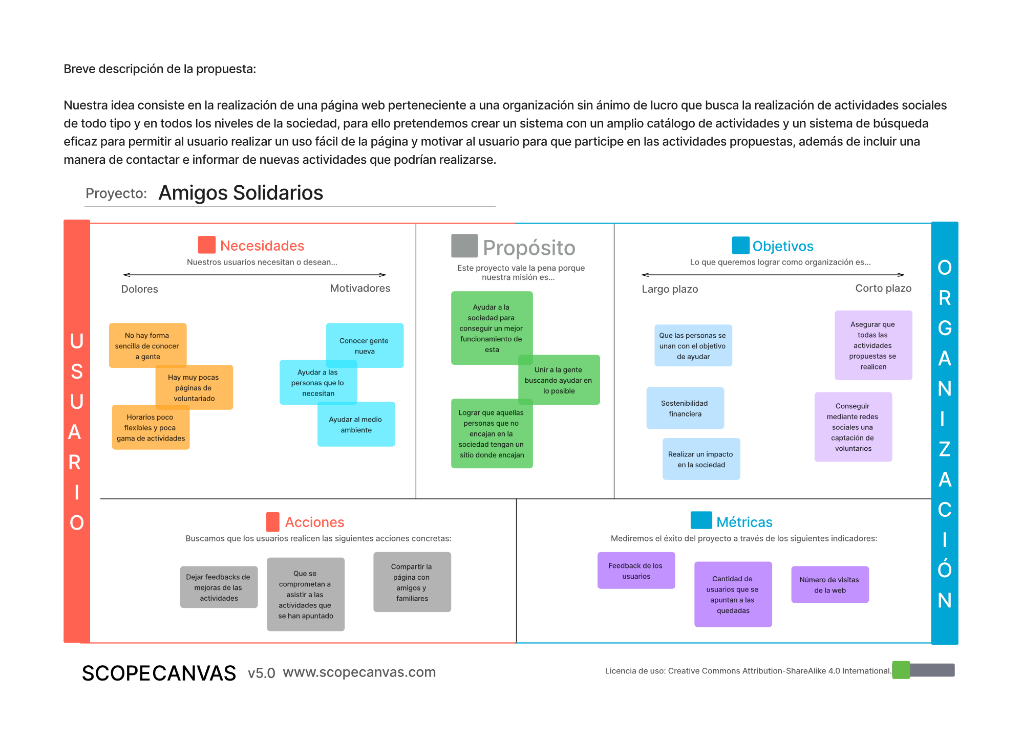 Breve descripción de la propuesta:
Nuestra idea consiste en la realización de una página web perteneciente a una organización sin ánimo de lucro que busca la realización de actividades sociales
de todo tipo y en todos los niveles de la sociedad, para ello pretendemos crear un sistema con un amplio catálogo de actividades y un sistema de búsqueda
eficaz para permitir al usuario realizar un uso fácil de la página y motivar al usuario para que participe en las actividades propuestas, además de incluir una
manera de contactar e informar de nuevas actividades que podrían realizarse.
Proyecto: Amigos Solidarios
USUARIO
Necesidades
Nuestros usuarios necesitan o desean...
Dolores
Motivadores
No hay forma
sencilla de conocer
a gente
Hay muy pocas
páginas de
voluntariado
Horarios poco
flexibles y poca
gama de actividades
Conocer gente
nueva
Ayudar a las
personas que lo
necesitan
Ayudar al medio
ambiente
Propósito
Este proyecto vale la pena porque
nuestra misión es...
Ayudar a la
sociedad para
conseguir un mejor
funcionamiento de
esta
Unir a la gente
buscando ayudar en
lo posible
Lograr que aquellas
personas que no
encajan en la
sociedad tengan un
sitio donde encajan
Objetivos
Lo que queremos lograr como organización es...
Largo plazo
Corto plazo
Que las personas se
unan con el objetivo
de ayudar
Sostenibilidad
financiera
Realizar un impacto
en la sociedad
Asegurar que
todas las
actividades
propuestas se
realicen
Conseguir
mediante redes
sociales una
captación de
voluntarios
ORGANIZACIÓN
Acciones
Buscamos que los usuarios realicen las siguientes acciones concretas:
Dejar feedbacks de
mejoras de las
actividades
Que se
comprometan a
asistir a las
actividades que
se han apuntado
Compartir la
página con
amigos y
familiares
Métricas
Mediremos el éxito del proyecto a través de los siguientes indicadores:
Feedback de los
usuarios
Cantidad de
usuarios que se
apuntan a las
quedadas
Número de visitas
de la web
SCOPECANVAS v5.0 www.scopecanvas.com
Licencia de uso: Creative Commons Attribution-ShareAlike 4.0 International.